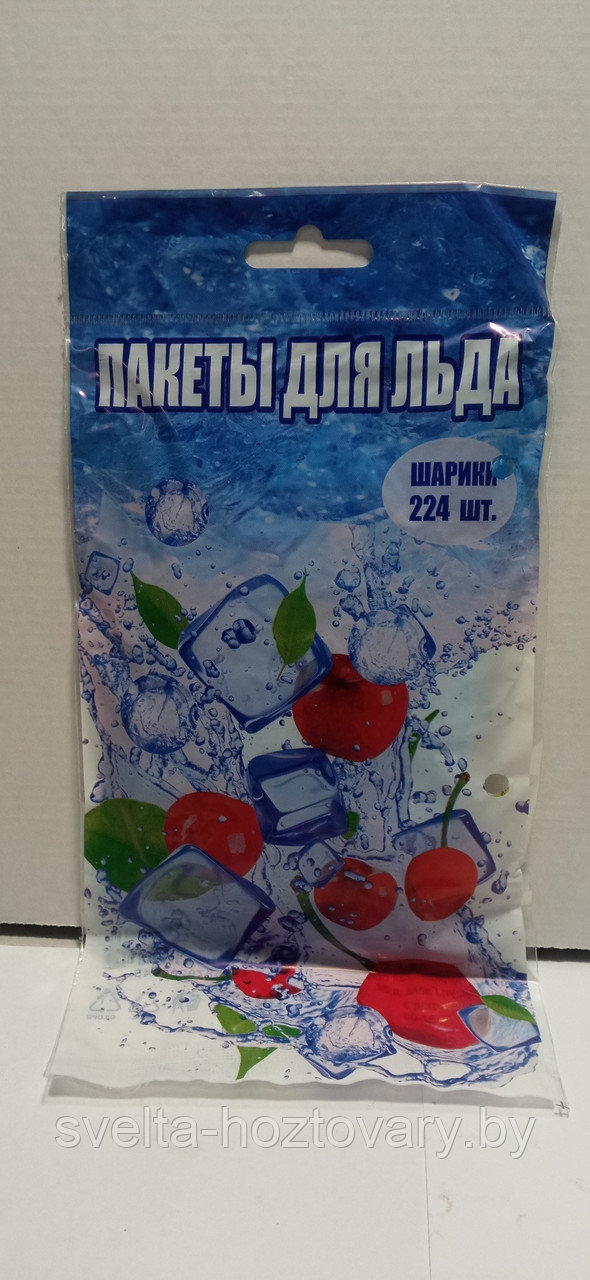 ПАКЕТЫ ДЛЯ ЛЬДА
ШАРИКИ
224 шт.
svelta-hoztovary.by